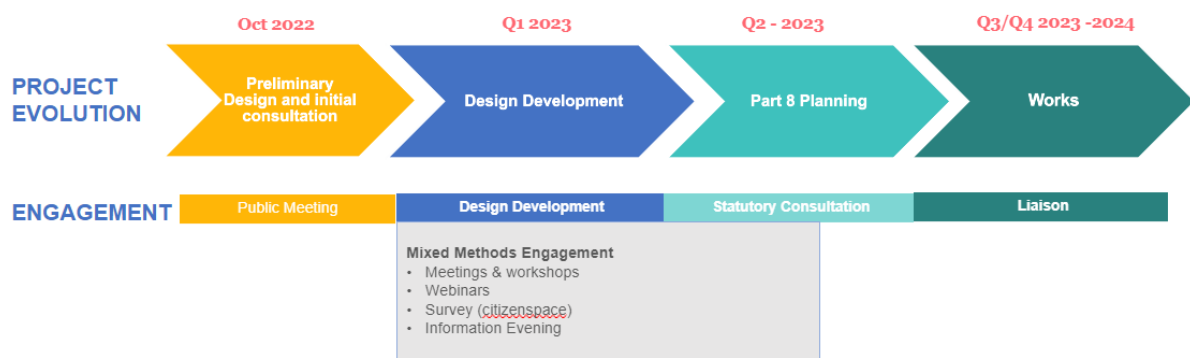 Oct 2022
Q1 2023
Q2 - 2023
Q3/Q4 2023 -2024
PROJECT
EVOLUTION
Preliminary
Design and initial
consultation
Design Development
Part 8 Planning
Works
ENGAGEMENT
Public Meeting
Design Development
Statutory Consultation
Liaison
Mixed Methods Engagement
• Meetings & workshops
• Webinars
• Survey (citizenspace)
• Information Evening